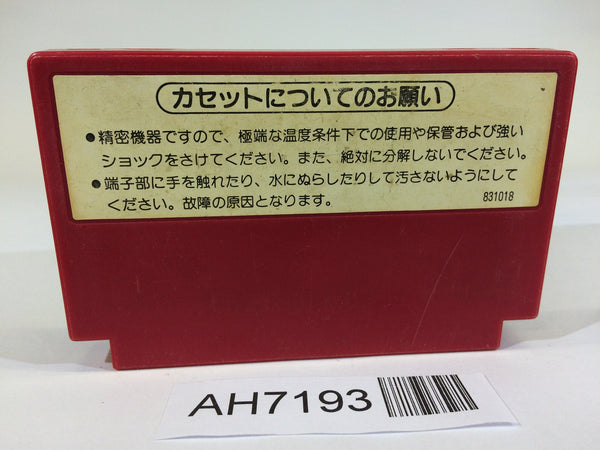 カセットについてのお願い
●精密機器ですので、極端な温度条件下での使用や保管および強い
ショックをさけてください。また、絶対に分解しないでください。
●端子部に手を触れたり、水にぬらしたりして汚さないようにして
ください。故障の原因となります。
831018
AH7193